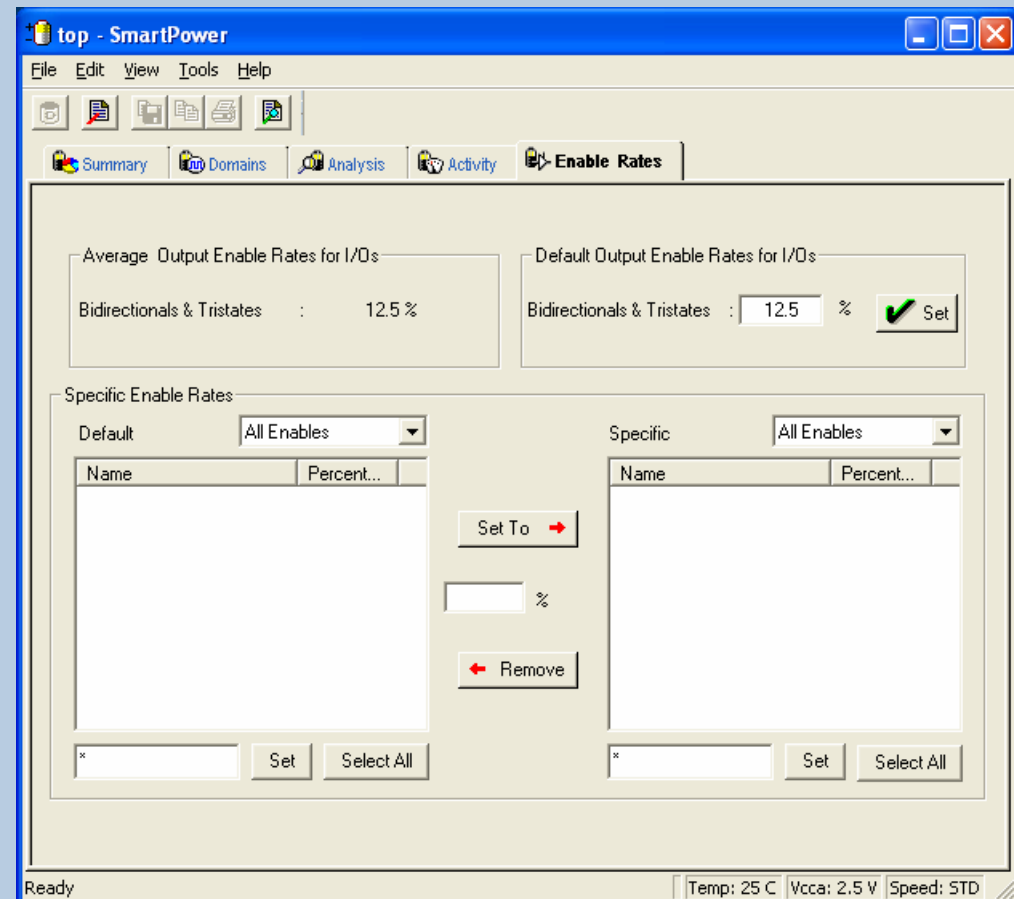 top - SmartPower
File Edit View Tools Help
Summary Domains Analysis Activity Enable Rates
Average Output Enable Rates for I/Os
Bidirectionals & Tristates : 12.5 %
Default Output Enable Rates for I/Os
Bidirectionals & Tristates : 12.5 % Set
Specific Enable Rates
Default All Enables
Specific All Enables
Name Percent...
Name Percent...
Set To
%
Remove
* Set Select All
* Set Select All
Ready Temp: 25 C Vcca: 2.5 V Speed: STD